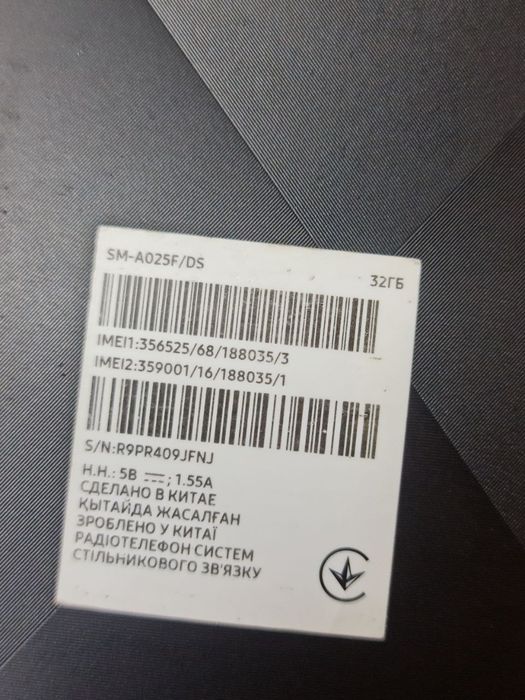 SM-A025F/DS
32ГБ
IMEI1:356525/68/188035/3
IMEI2:359001/16/188035/1
S/N:R9PR409JFNJ
Н.Н.: 5В ⎓; 1.55А
СДЕЛАНО В КИТАЕ
ҚЫТАЙДА ЖАСАЛҒАН
ЗРОБЛЕНО У КИТАЇ
РАДІОТЕЛЕФОН СИСТЕМ
СТІЛЬНИКОВОГО ЗВ'ЯЗКУ